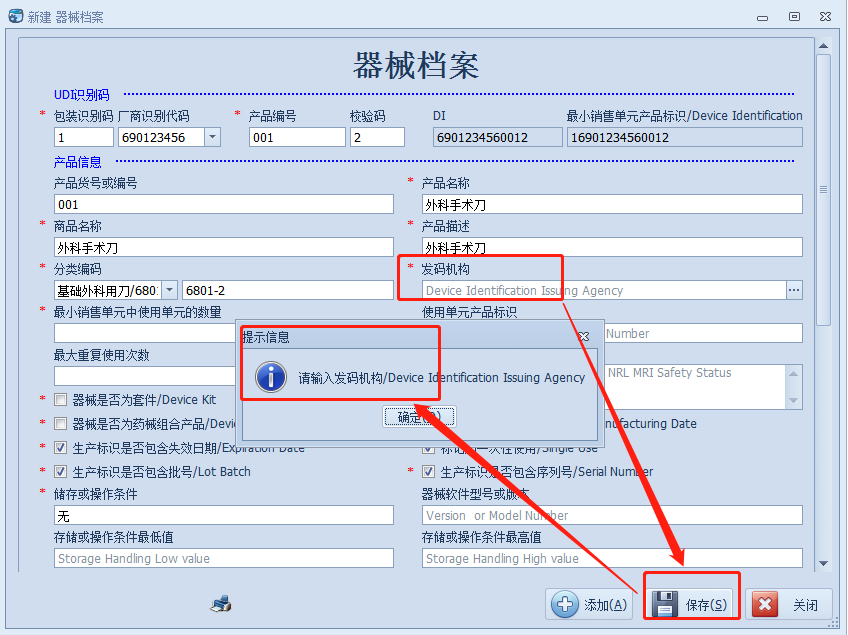 新建 器械档案
器械档案
UDI识别码
* 包装识别码 厂商识别代码 * 产品编号 校验码 DI 最小销售单元产品标识/Device Identification
1 690123456 001 2 6901234560012 16901234560012
产品信息
产品货号或编号 * 产品名称
001 外科手术刀
* 商品名称 * 产品描述
外科手术刀 外科手术刀
* 分类编码 * 发码机构
基础外科用刀/680 6801-2 Device Identification Issuing Agency ...
* 最小销售单元中使用单元的数量 使用单元产品标识
Number
提示信息
最大重复使用次数
NRL MRI Safety Status
请输入发码机构/Device Identification Issuing Agency
* 器械是否为套件/Device Kit
确定
* 器械是否为药械组合产品/Devi nufacturing Date
* 生产标识是否包含失效日期/Expiration Date 标记为一次性使用/Single Use
* 生产标识是否包含批号/Lot Batch * 生产标识是否包含序列号/Serial Number
* 储存或操作条件 器械软件型号或版本
无 Version or Model Number
存储或操作条件最低值 存储或操作条件最高值
Storage Handling Low value Storage Handling High value
添加(A) 保存(S) 关闭